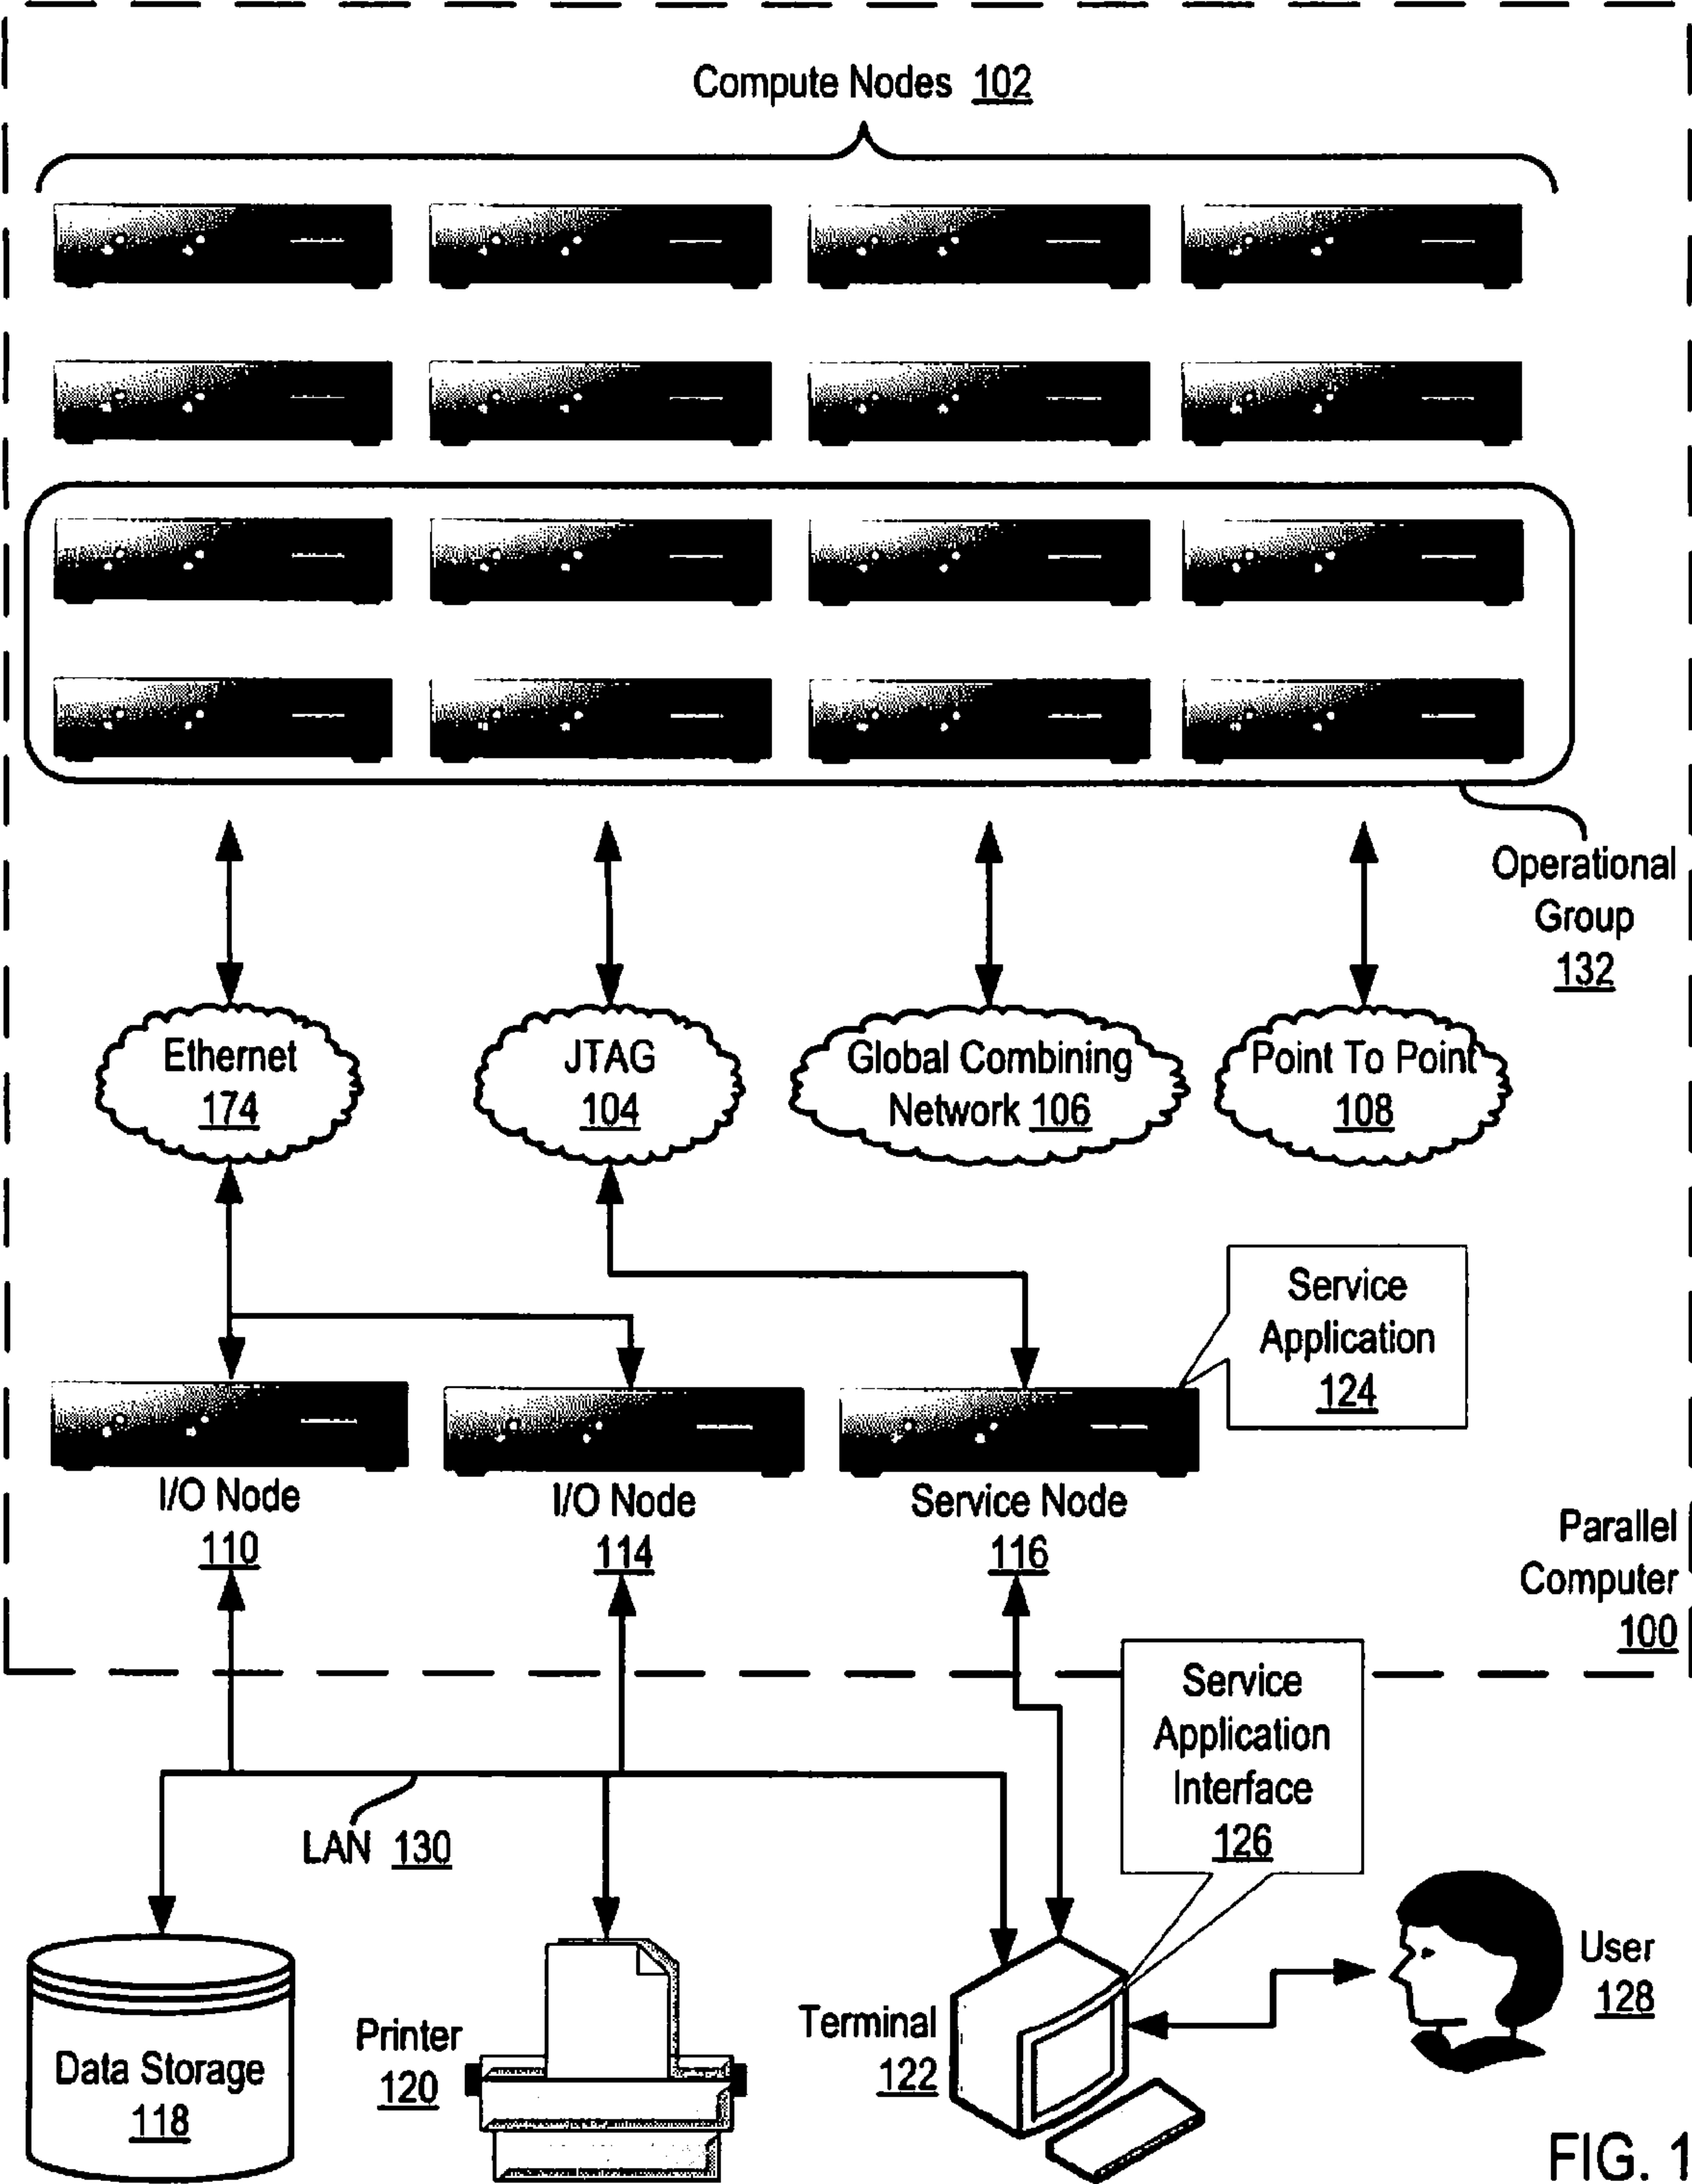 Compute Nodes 102
Operational
Group
132
Ethernet
174
JTAG
104
Global Combining
Network 106
Point To Point
108
Service
Application
124
I/O Node
110
I/O Node
114
Service Node
116
Parallel
Computer
100
Service
Application
Interface
126
LAN 130
Data Storage
118
Printer
120
Terminal
122
User
128
FIG. 1